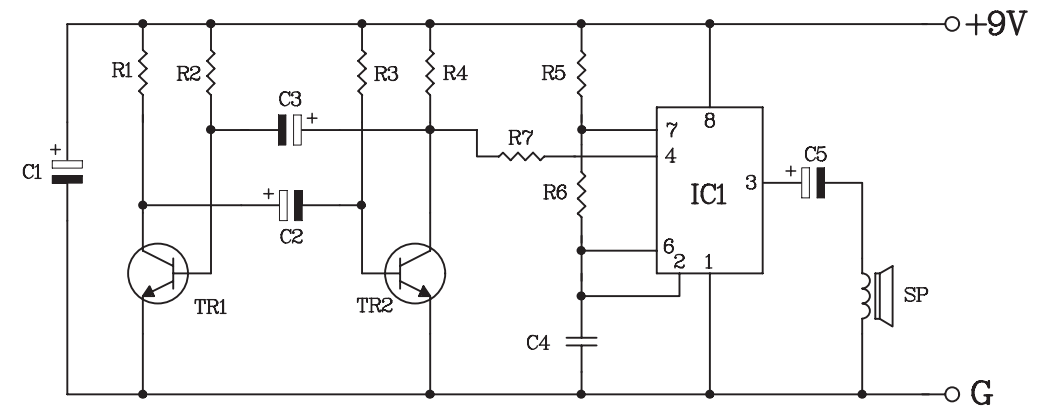 +9V
R1
R2
R3
R4
R5
C3
+
8
7
R7
4
+
C1
C5
+
R6
3
IC1
+
C2
6
2
1
TR1
TR2
SP
C4
G